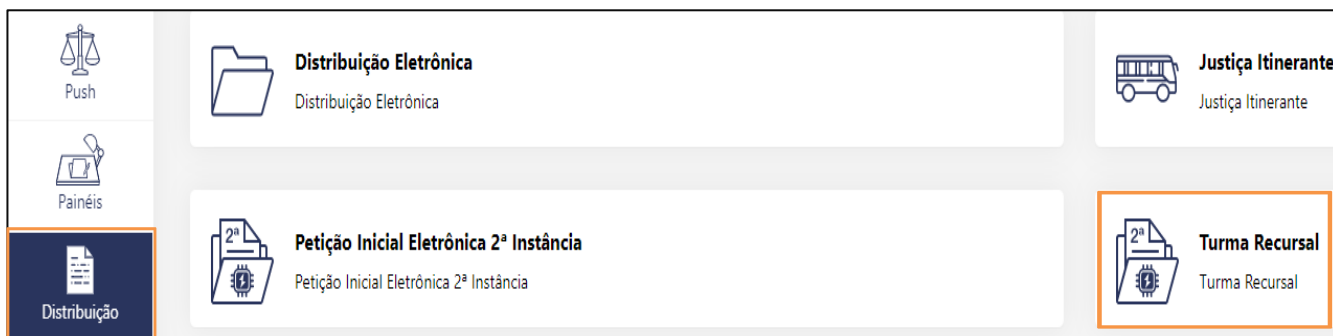 Push
Painéis
Distribuição
Distribuição Eletrônica
Distribuição Eletrônica
Justiça Itinerante
Justiça Itinerante
2ª
Petição Inicial Eletrônica 2ª Instância
Petição Inicial Eletrônica 2ª Instância
2ª
Turma Recursal
Turma Recursal